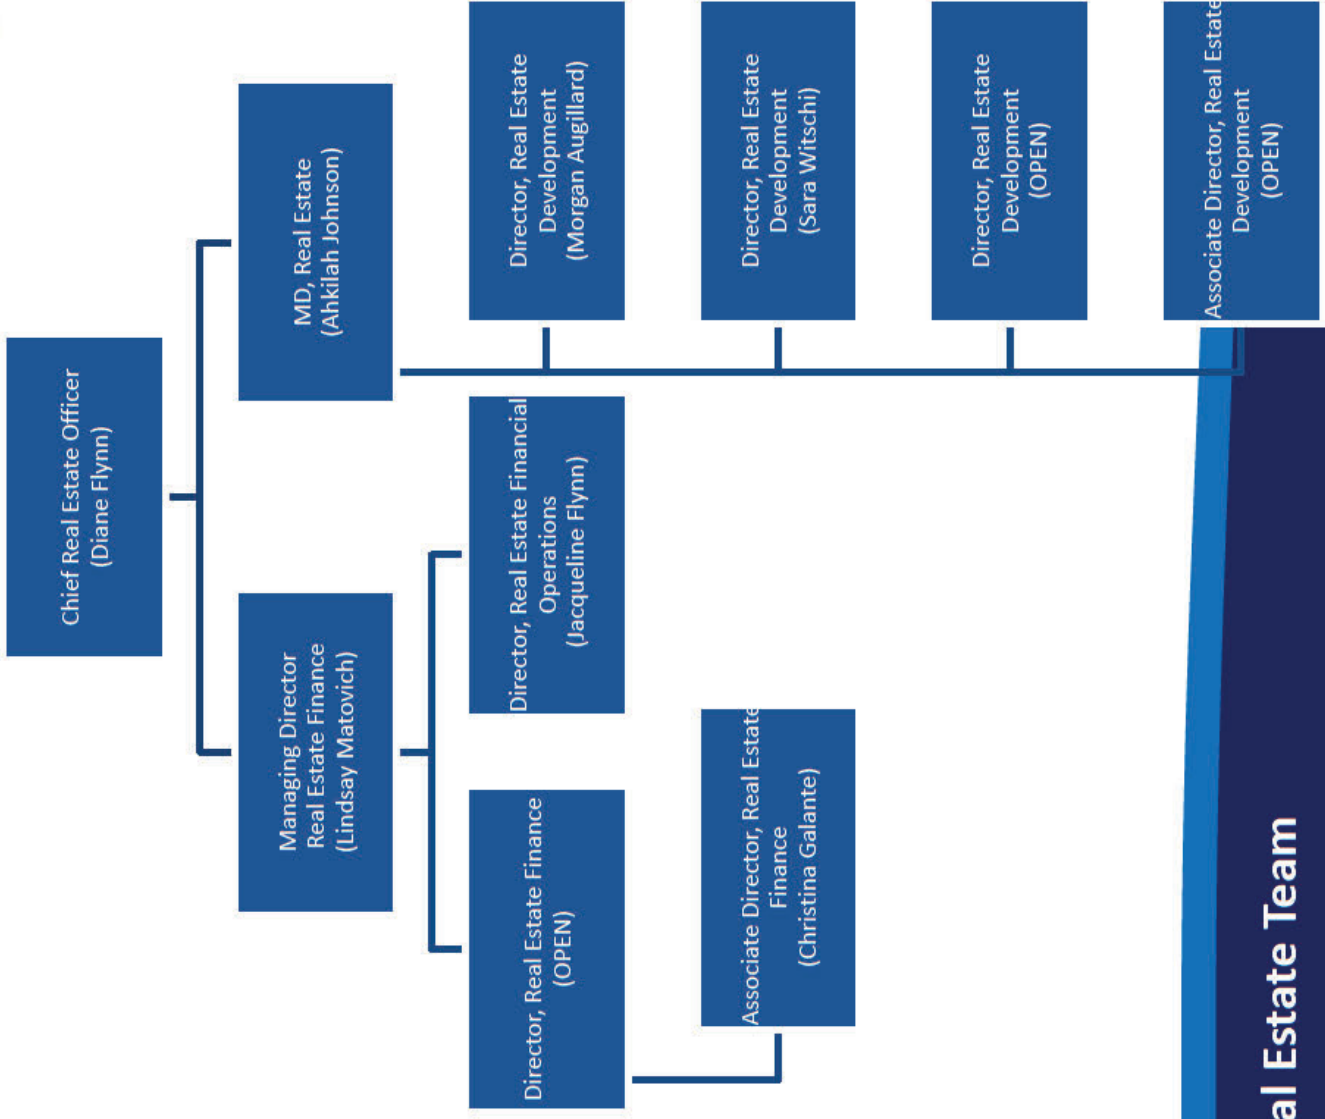 Chief Real Estate Officer
(Diane Flynn)
Managing Director
Real Estate Finance
(Lindsay Matovich)
MD, Real Estate
(Ahkilah Johnson)
Director, Real Estate Finance
(OPEN)
Director, Real Estate Financial
Operations
(Jacqueline Flynn)
Director, Real Estate
Development
(Morgan Augillard)
Associate Director, Real Estate
Finance
(Christina Galante)
Director, Real Estate
Development
(Sara Witschi)
Director, Real Estate
Development
(OPEN)
Associate Director, Real Estate
Development
(OPEN)
al Estate Team